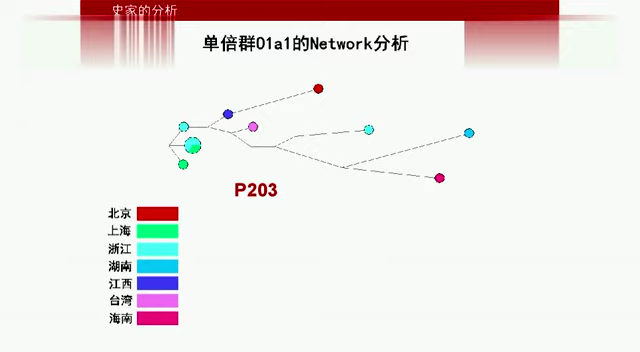 史家的分析
单倍群O1a1的Network分析
P203
北京
上海
浙江
湖南
江西
台湾
海南